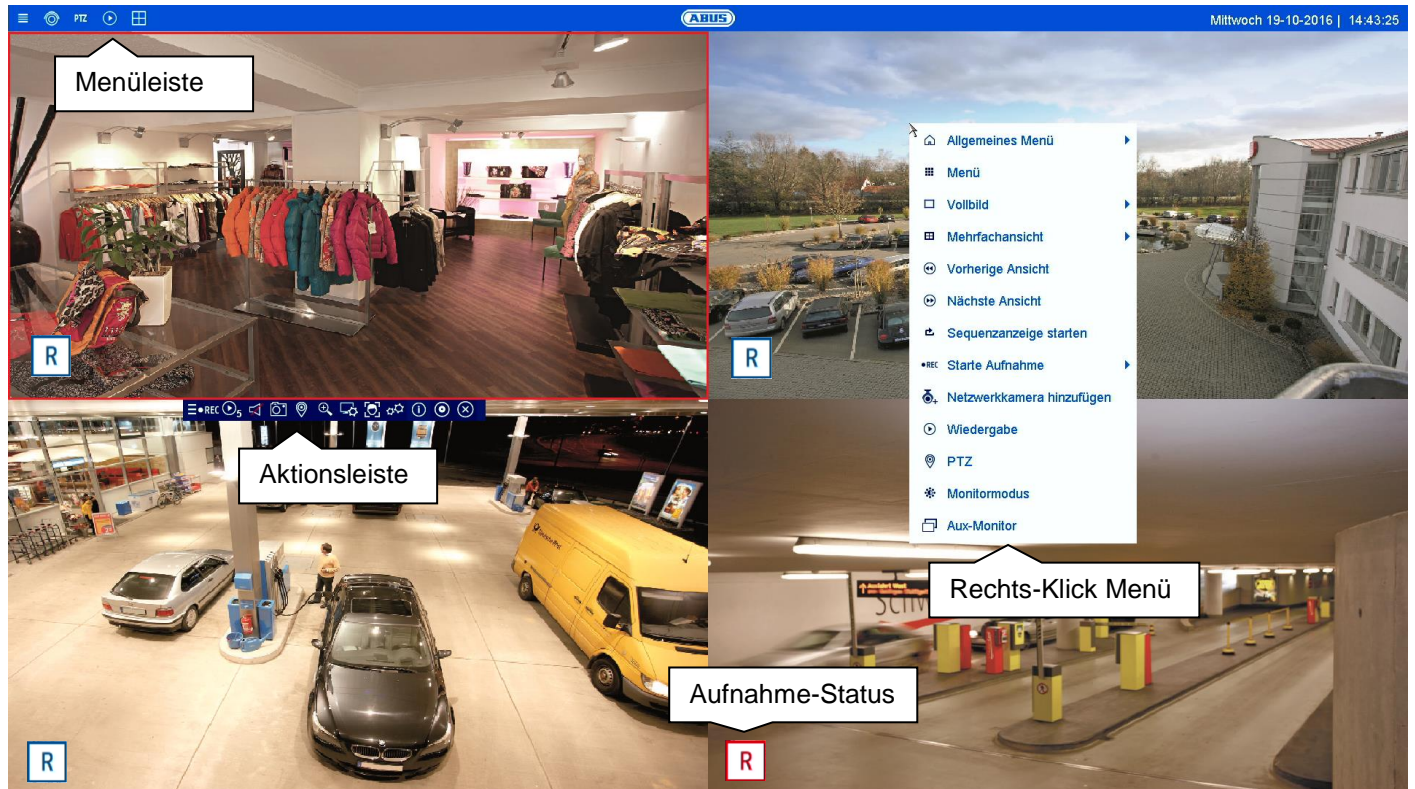 PTZ
ABUS
Mittwoch 19-10-2016 | 14:43:25
Menüleiste
Allgemeines Menü
Menü
Vollbild
Mehrfachansicht
Vorherige Ansicht
Nächste Ansicht
Sequenzanzeige starten
REC Starte Aufnahme
Netzwerkkamera hinzufügen
Wiedergabe
PTZ
Monitormodus
Aux-Monitor
R
R
REC 5
Aktionsleiste
Rechts-Klick Menü
Aufnahme-Status
R
R